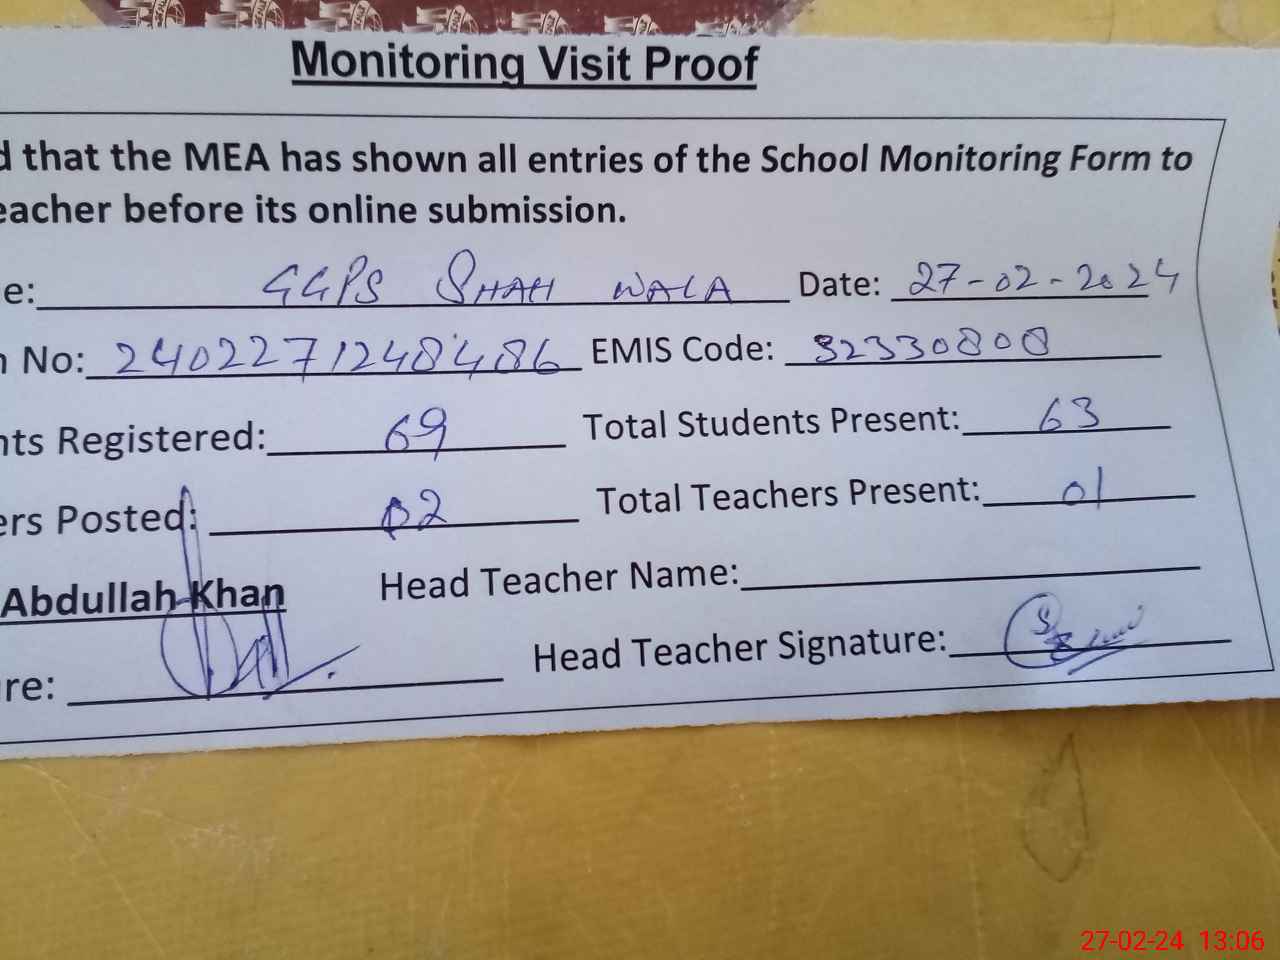 Monitoring Visit Proof
d that the MEA has shown all entries of the School Monitoring Form to
eacher before its online submission.
e: GGPS SHAH WALA Date: 27-02-2024
n No: 240227124848 6 EMIS Code: 32330808
nts Registered: 69 Total Students Present: 63
ers Posted: 02 Total Teachers Present: 01
Abdullah Khan Head Teacher Name:
re: Head Teacher Signature:
27-02-24 13:06